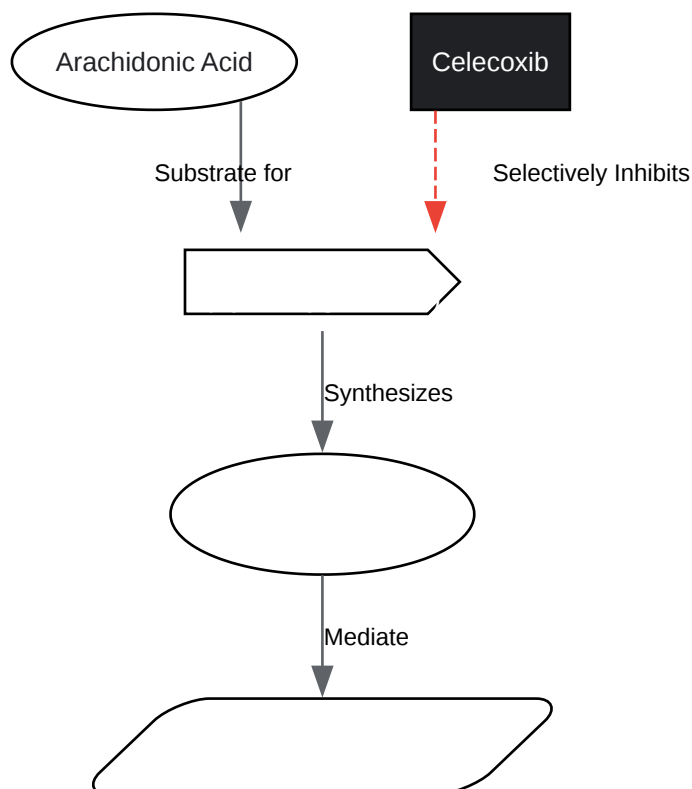 Arachidonic Acid
Celecoxib
Substrate for
Selectively Inhibits
Synthesizes
Mediate